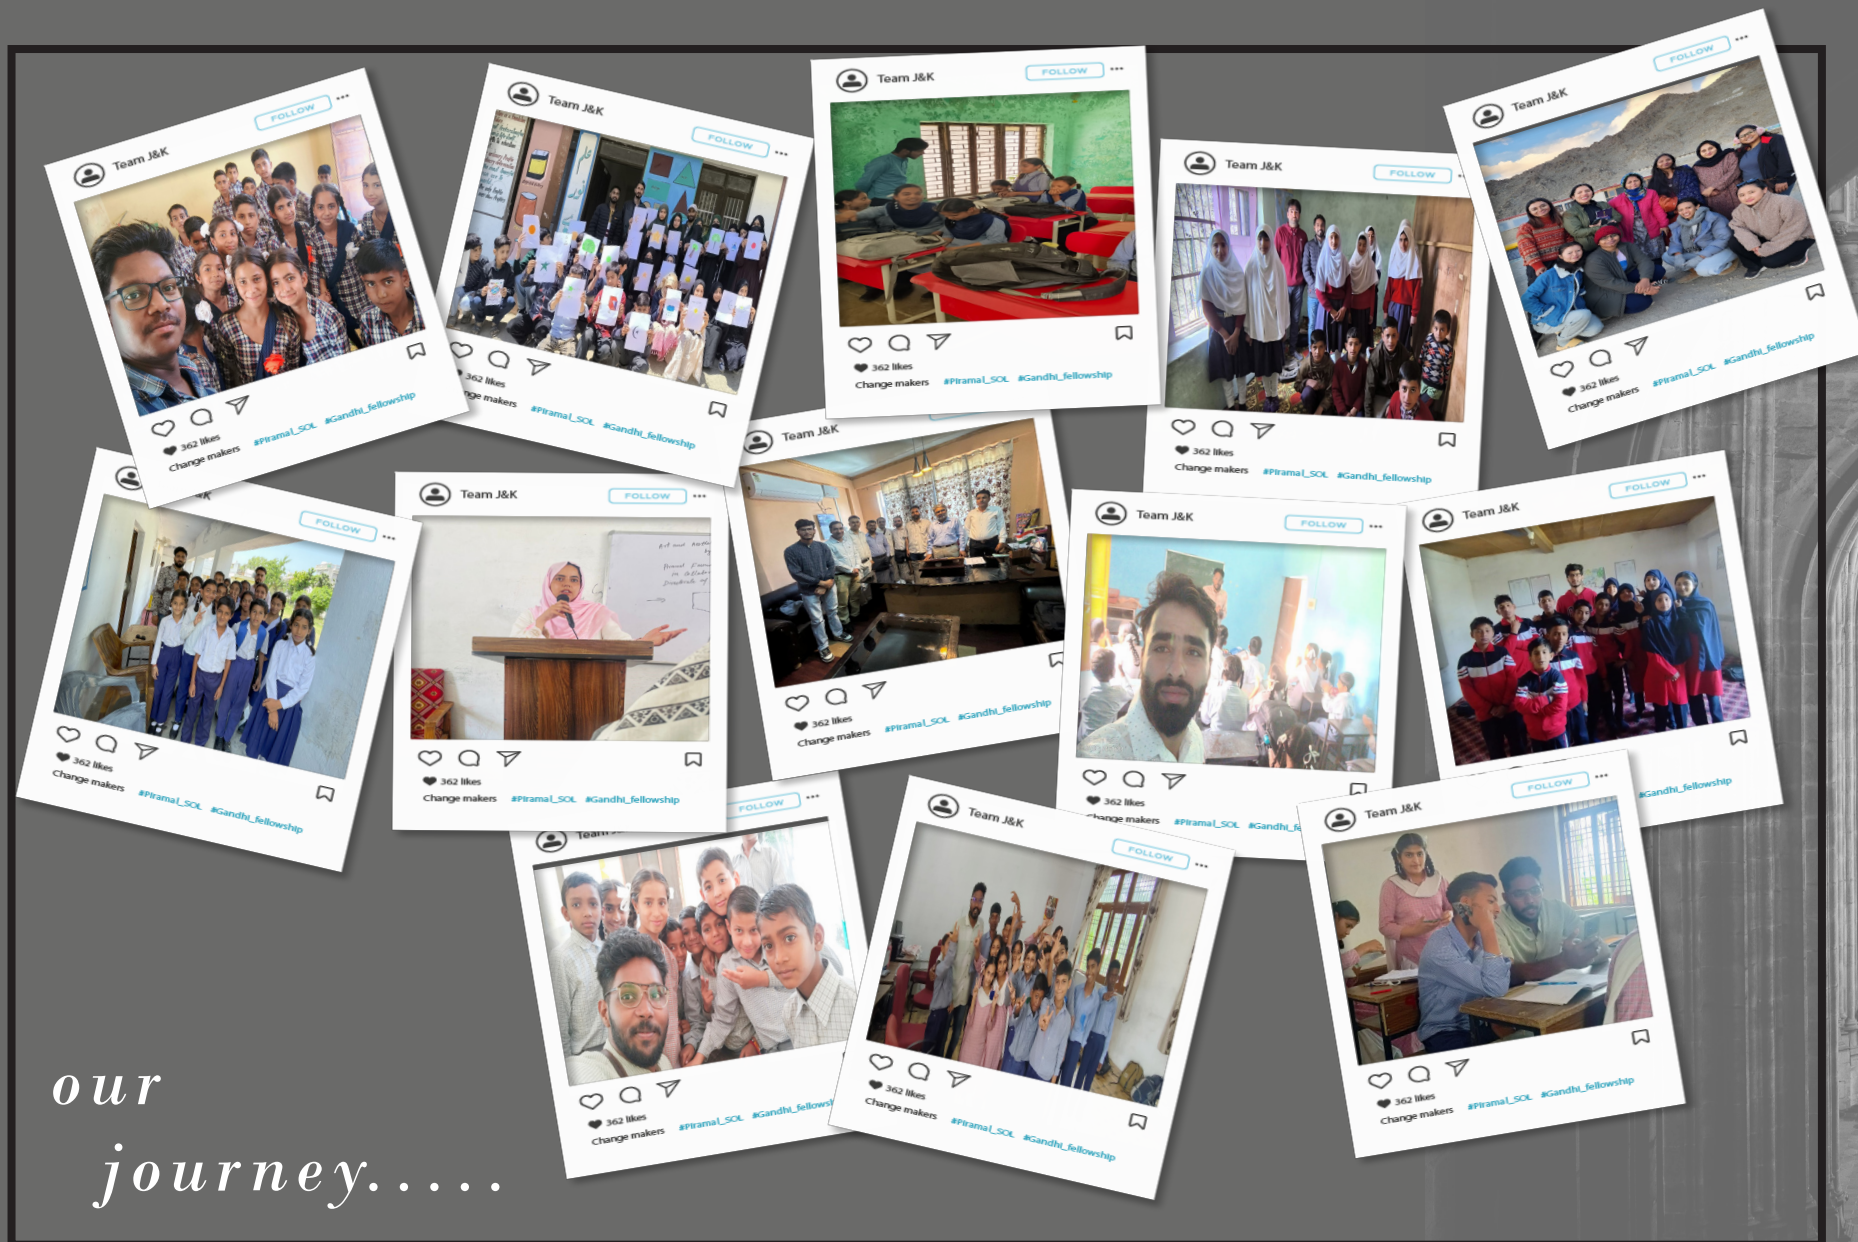 Team J&K
FOLLOW
362 likes
Change makers #Piramal_SOL #Gandhi_fellowship
Team J&K
FOLLOW
362 likes
nge makers #Piramal_SOL #Gandhi_fellowship
Team J&K
FOLLOW
362 likes
Change makers #Piramal_SOL #Gandhi_fellowship
Team J&K
FOLLOW
362 likes
Change makers #Piramal_SOL #Gandhi_fellowship
Team J&K
FOLLOW
362 likes
Change makers #Piramal_SOL #Gandhi_fellowship
FOLLOW
362 likes
Change makers #Piramal_SOL #Gandhi_fellowship
Team J&K
FOLLOW
362 likes
Change makers #Piramal_SOL #Gandhi_fellowship
Team J&K
362 likes
Change makers #Piramal_SOL #Gandhi_fellowship
Team J&K
FOLLOW
362 likes
Change makers #Piramal_SOL #Gandhi_fe
Team J&K
FOLLOW
#Gandhi_fellowship
FOLLOW
362 likes
Change makers #Piramal_SOL #Gandhi_fellowsh
Team J&K
FOLLOW
362 likes
Change makers #Piramal_SOL #Gandhi_fellowship
Team J&K
FOLLOW
362 likes
Change makers #Piramal_SOL #Gandhi_fellowship
our
journey.....